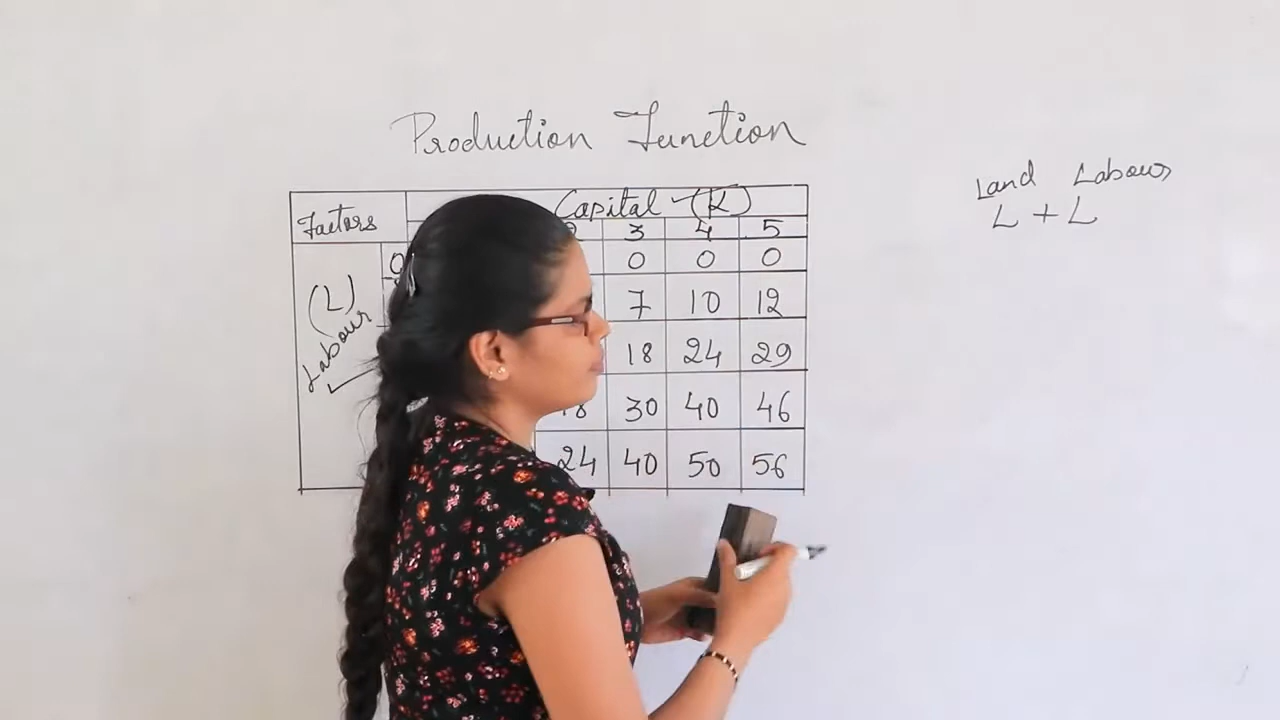 Production Function
Land Labour
L + L
Factors Capital - (K)
3 4 5
0 0 0 0
(L) Labour
7 10 12
18 24 29
18 30 40 46
24 40 50 56